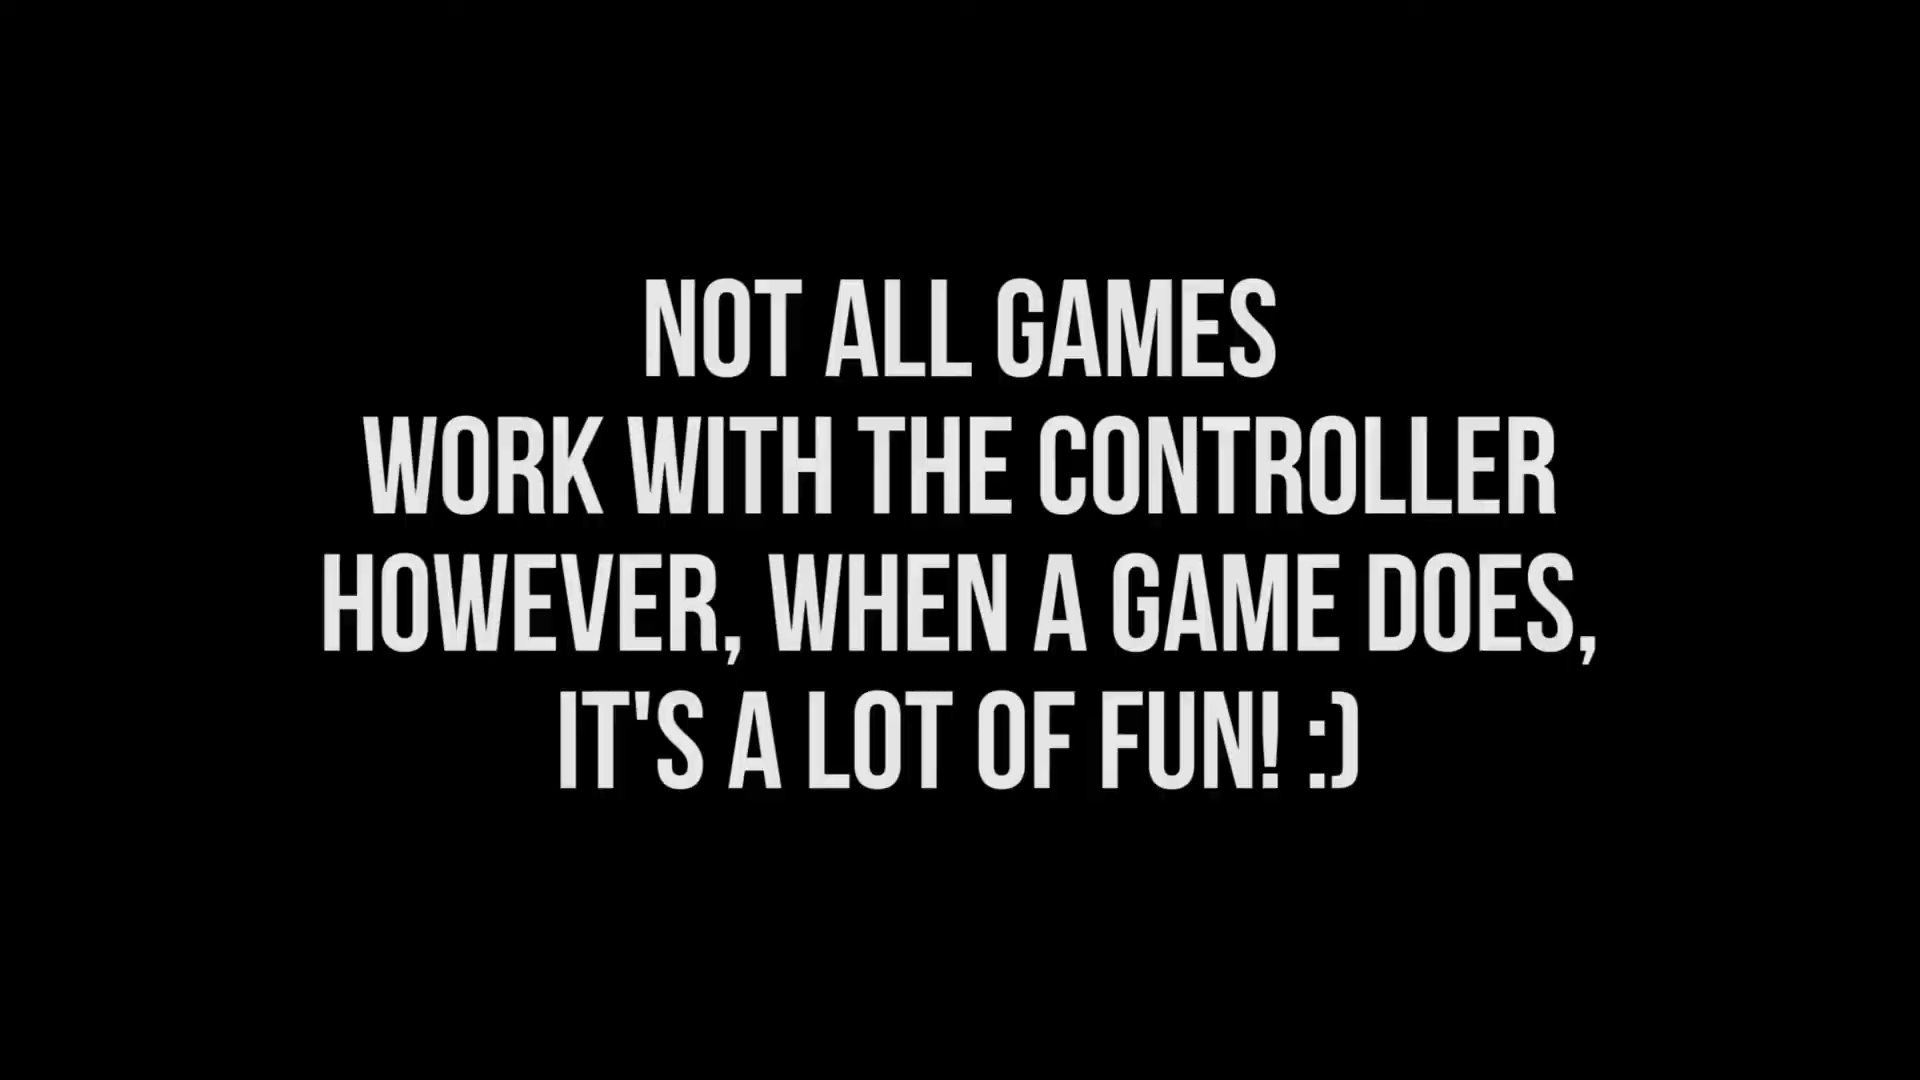 NOT ALL GAMES
WORK WITH THE CONTROLLER
HOWEVER, WHEN A GAME DOES,
IT'S A LOT OF FUN! :)